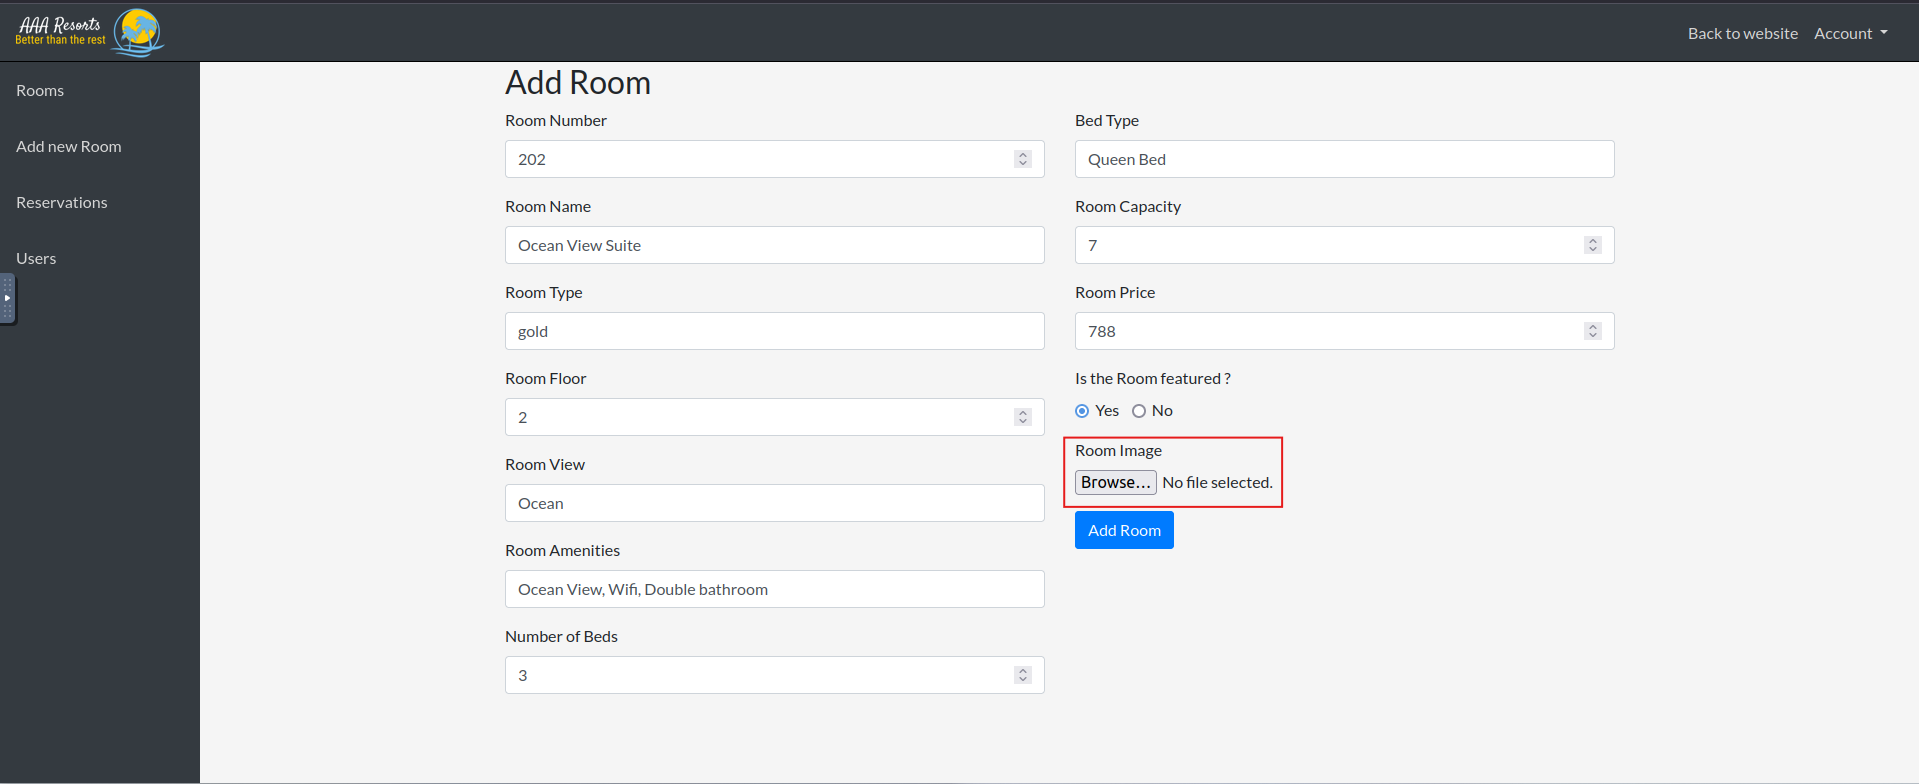 AAA Resorts
Better than the rest
Back to website Account
Rooms
Add new Room
Reservations
Users
Add Room
Room Number
202
Room Name
Ocean View Suite
Room Type
gold
Room Floor
2
Room View
Ocean
Room Amenities
Ocean View, Wifi, Double bathroom
Number of Beds
3
Bed Type
Queen Bed
Room Capacity
7
Room Price
788
Is the Room featured ?
Yes No
Room Image
Browse... No file selected.
Add Room